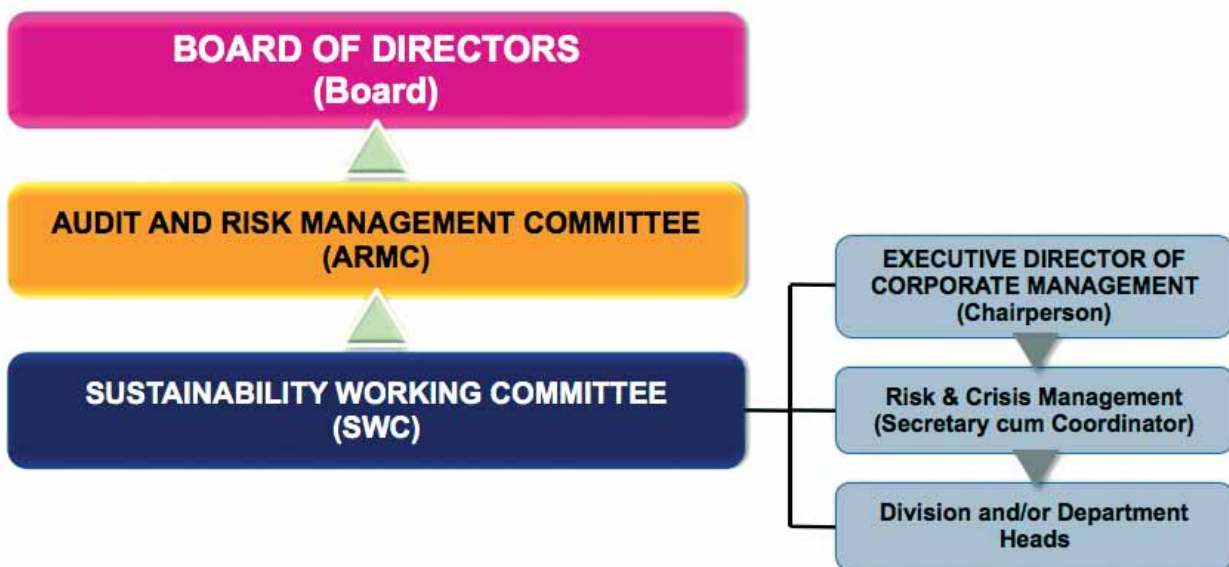 BOARD OF DIRECTORS
(Board)
AUDIT AND RISK MANAGEMENT COMMITTEE
(ARMC)
SUSTAINABILITY WORKING COMMITTEE
(SWC)
EXECUTIVE DIRECTOR OF
CORPORATE MANAGEMENT
(Chairperson)
Risk & Crisis Management
(Secretary cum Coordinator)
Division and/or Department
Heads